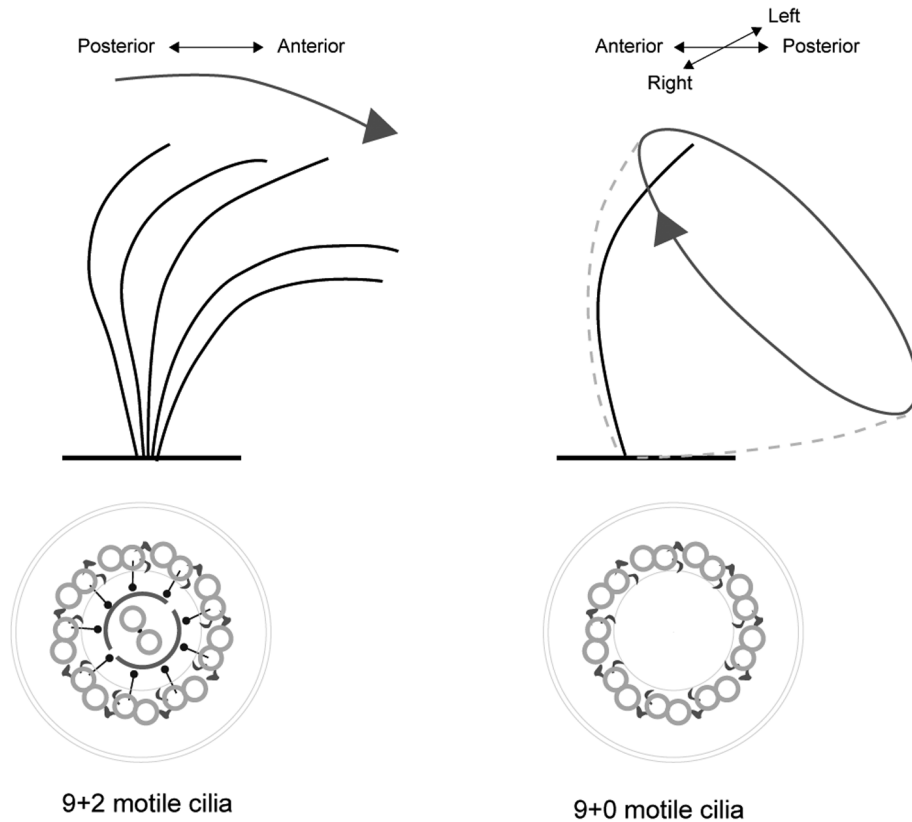 Posterior
Anterior
Left
Anterior
Posterior
Right
9+2 motile cilia
9+0 motile cilia